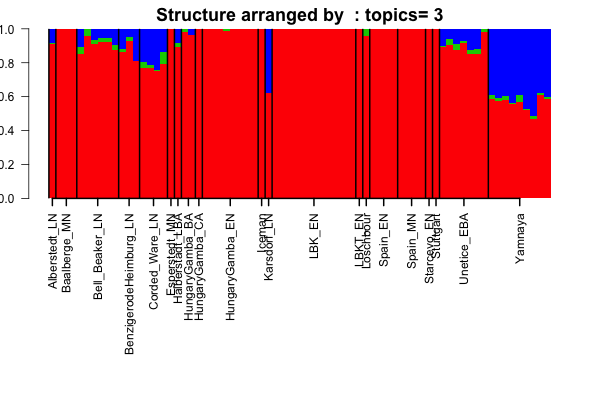 Structure arranged by : topics= 3
1.0
0.8
0.6
0.4
0.2
0.0
Alberstedt_LN
Baalberge_MN
Bell_Beaker_LN
BenzigerodeHeimburg_LN
Corded_Ware_LN
Esperstedt_MN
Halberstadt_LBA
HungaryGamba_BA
HungaryGamba_CA
HungaryGamba_EN
Iceman
Karsdorf_LN
LBK_EN
LBKT_EN
Loschbour
Spain_EN
Spain_MN
Starcevo_EN
Stuttgart
Unetice_EBA
Yamnaya